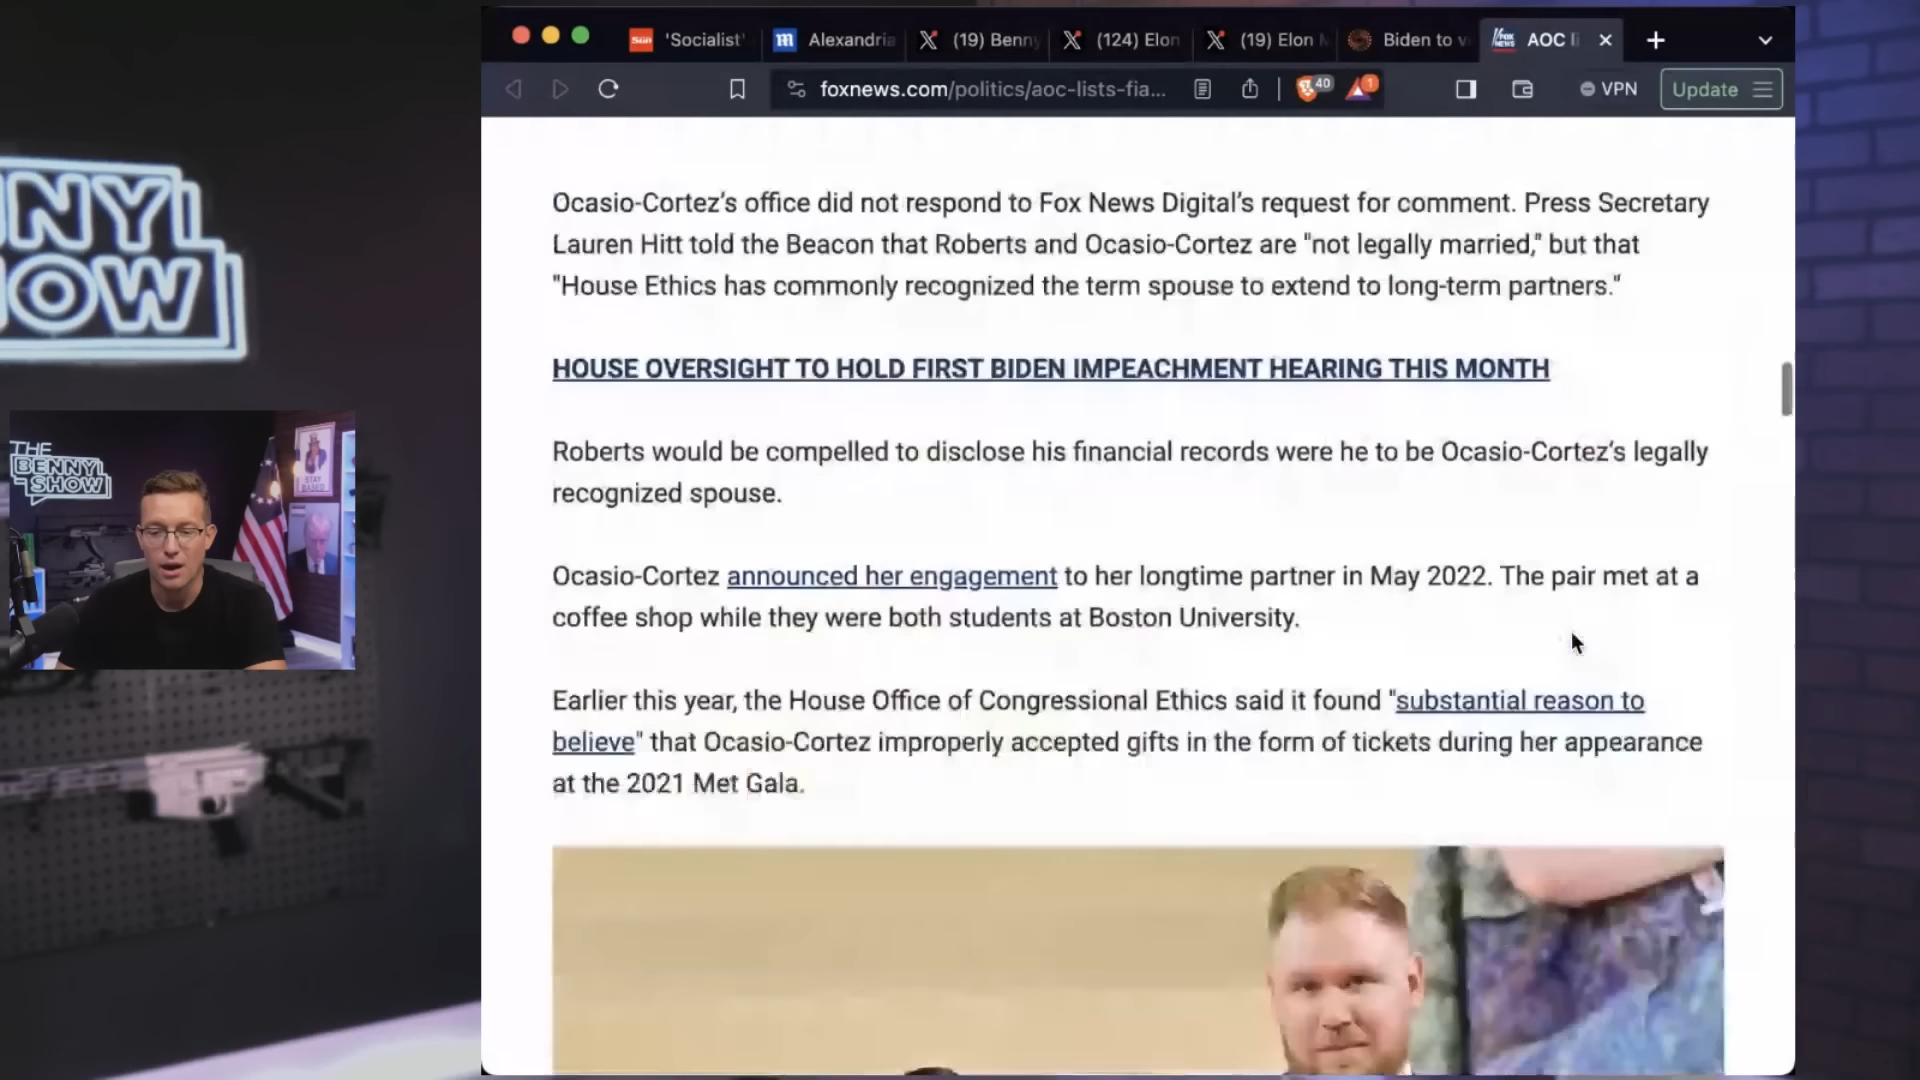 'Socialist'
Alexandria
(19) Benny
(124) Elon
(19) Elon M
Biden to v
AOC li
foxnews.com/politics/aoc-lists-fia...
40
1
VPN
Update
Ocasio-Cortez's office did not respond to Fox News Digital's request for comment. Press Secretary
Lauren Hitt told the Beacon that Roberts and Ocasio-Cortez are "not legally married," but that
"House Ethics has commonly recognized the term spouse to extend to long-term partners."
HOUSE OVERSIGHT TO HOLD FIRST BIDEN IMPEACHMENT HEARING THIS MONTH
Roberts would be compelled to disclose his financial records were he to be Ocasio-Cortez's legally
recognized spouse.
Ocasio-Cortez announced her engagement to her longtime partner in May 2022. The pair met at a
coffee shop while they were both students at Boston University.
Earlier this year, the House Office of Congressional Ethics said it found "substantial reason to
believe" that Ocasio-Cortez improperly accepted gifts in the form of tickets during her appearance
at the 2021 Met Gala.
NNY
HOW
THE
BENNY
SHOW
STAY
BASED